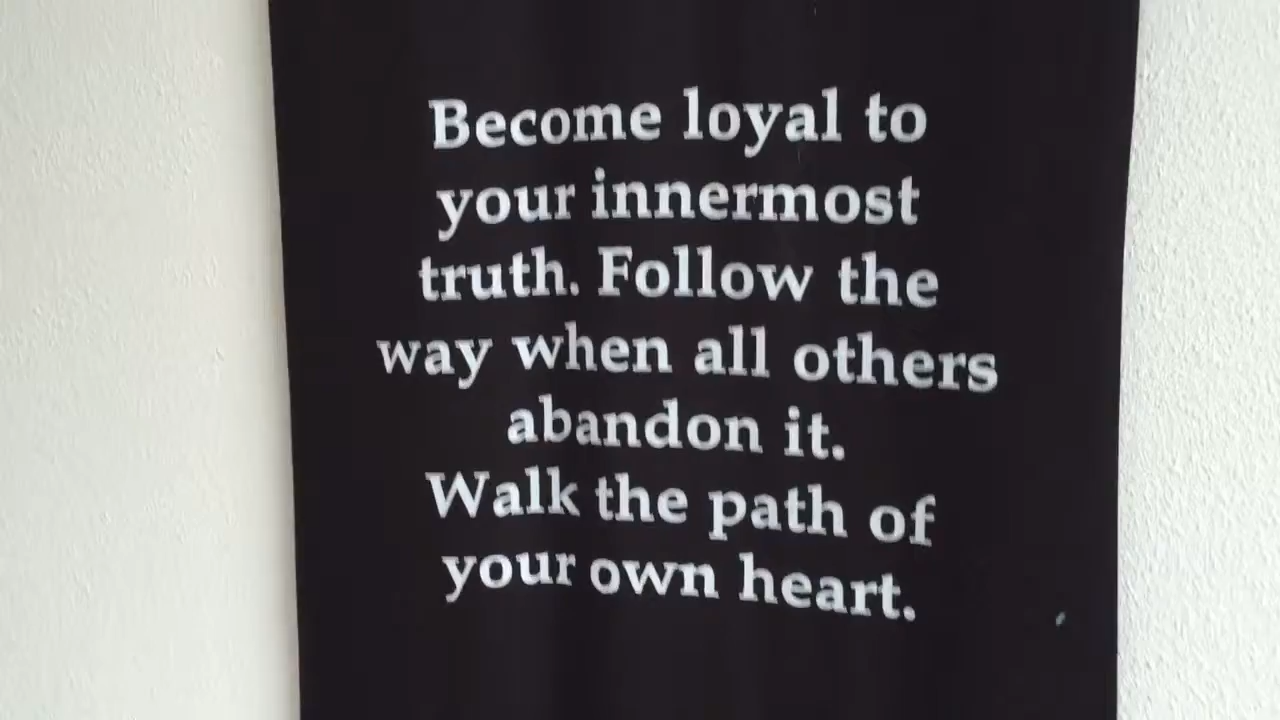 Become loyal to
your innermost
truth. Follow the
way when all others
abandon it.
Walk the path of
your own heart.